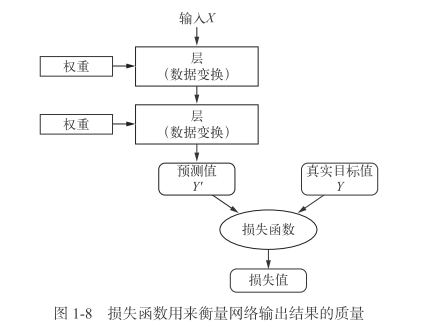 输入X
层
（数据变换）
权重
层
（数据变换）
权重
预测值
Y′
真实目标值
Y
损失函数
损失值
图 1-8 损失函数用来衡量网络输出结果的质量